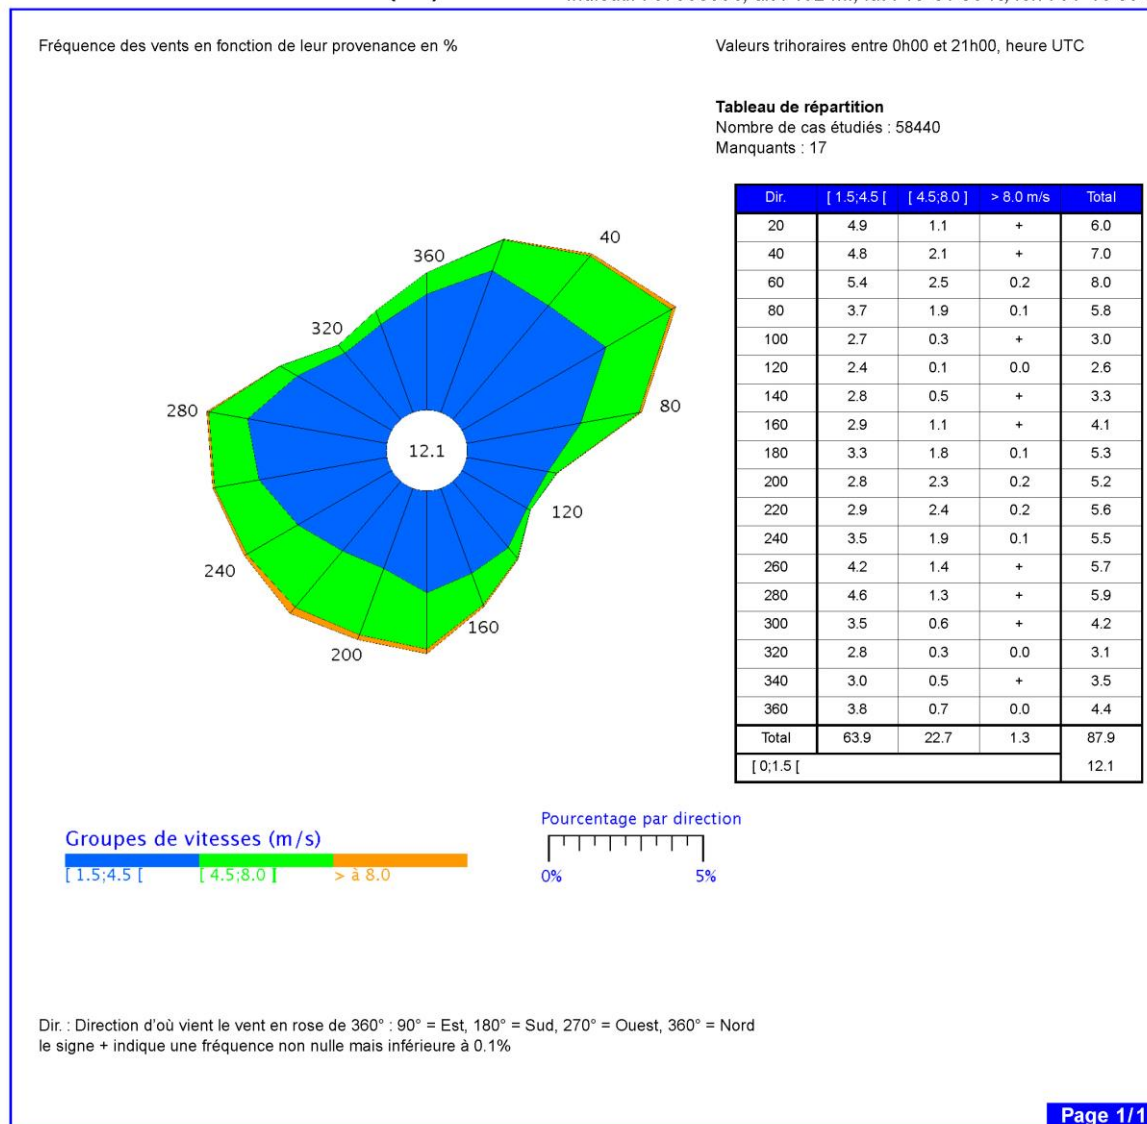 Fréquence des vents en fonction de leur provenance en %
Valeurs trihoraires entre 0h00 et 21h00, heure UTC
Tableau de répartition
Nombre de cas étudiés : 58440
Manquants : 17
Dir. [ 1.5;4.5 [ [ 4.5;8.0 ] > 8.0 m/s Total
20 4.9 1.1 + 6.0
40 4.8 2.1 + 7.0
60 5.4 2.5 0.2 8.0
80 3.7 1.9 0.1 5.8
100 2.7 0.3 + 3.0
120 2.4 0.1 0.0 2.6
140 2.8 0.5 + 3.3
160 2.9 1.1 + 4.1
180 3.3 1.8 0.1 5.3
200 2.8 2.3 0.2 5.2
220 2.9 2.4 0.2 5.6
240 3.5 1.9 0.1 5.5
260 4.2 1.4 + 5.7
280 4.6 1.3 + 5.9
300 3.5 0.6 + 4.2
320 2.8 0.3 0.0 3.1
340 3.0 0.5 + 3.5
360 3.8 0.7 0.0 4.4
Total 63.9 22.7 1.3 87.9
[ 0;1.5 [ 12.1
40
360
320
280
80
12.1
120
240
160
200
Groupes de vitesses (m/s)
[ 1.5;4.5 [ [ 4.5;8.0 ] > à 8.0
Pourcentage par direction
0% 5%
Dir. : Direction d'où vient le vent en rose de 360° : 90° = Est, 180° = Sud, 270° = Ouest, 360° = Nord
le signe + indique une fréquence non nulle mais inférieure à 0.1%
Page 1/1